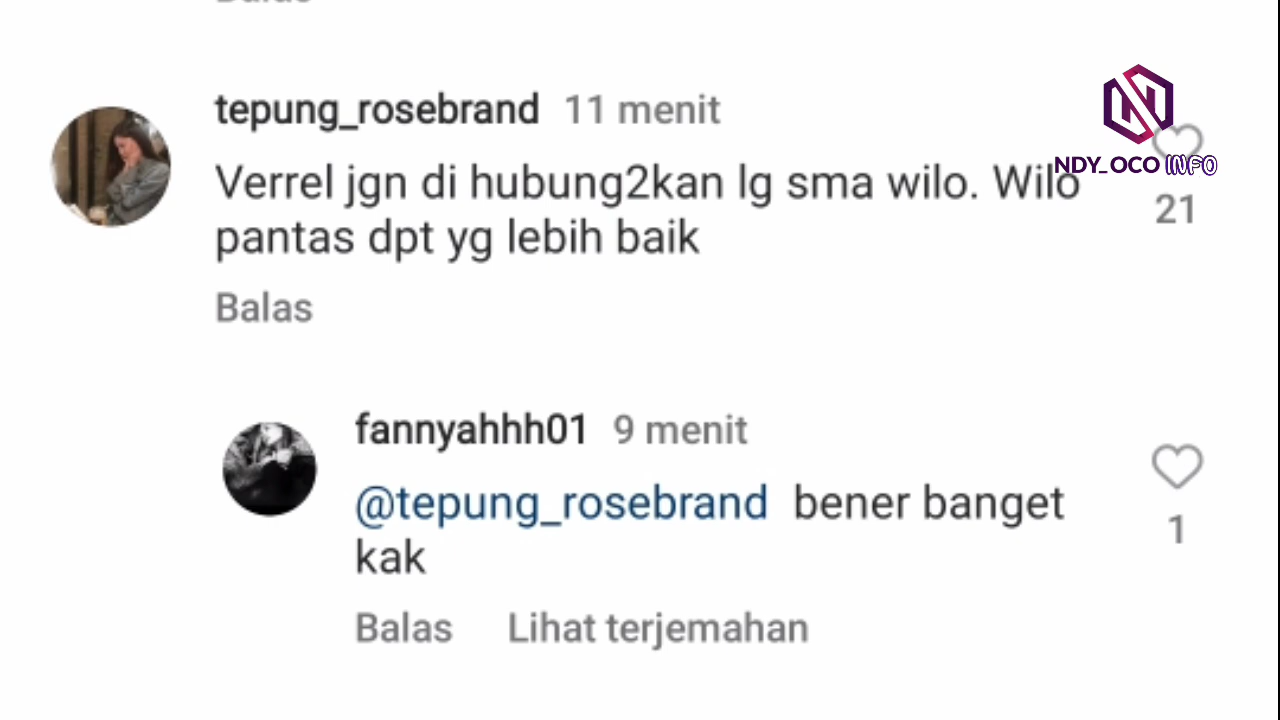 tepung_rosebrand 11 menit
Verrel jgn di hubung2kan lg sma wilo. Wilo
pantas dpt yg lebih baik
Balas
21
NDY_OCO INFO
fannyahhh01 9 menit
@tepung_rosebrand bener banget
kak
1
Balas Lihat terjemahan